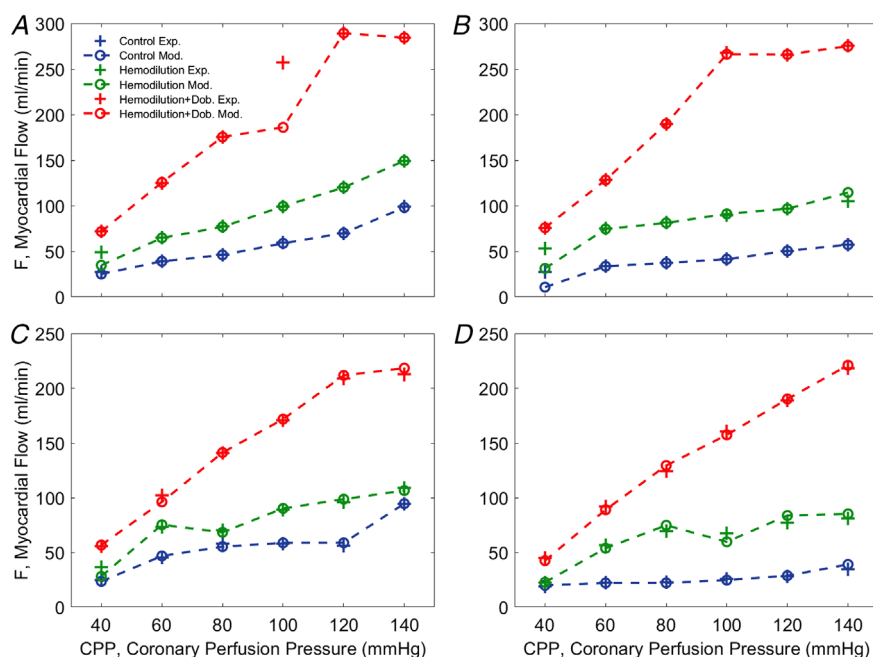 A
B
F, Myocardial Flow (ml/min)
300
250
200
150
100
50
0
Control Exp.
Control Mod.
Hemodilution Exp.
Hemodilution Mod.
Hemodilution+Dob. Exp.
Hemodilution+Dob. Mod.
300
250
200
150
100
50
0
C
D
F, Myocardial Flow (ml/min)
250
200
150
100
50
0
40 60 80 100 120 140
CPP, Coronary Perfusion Pressure (mmHg)
250
200
150
100
50
0
40 60 80 100 120 140
CPP, Coronary Perfusion Pressure (mmHg)